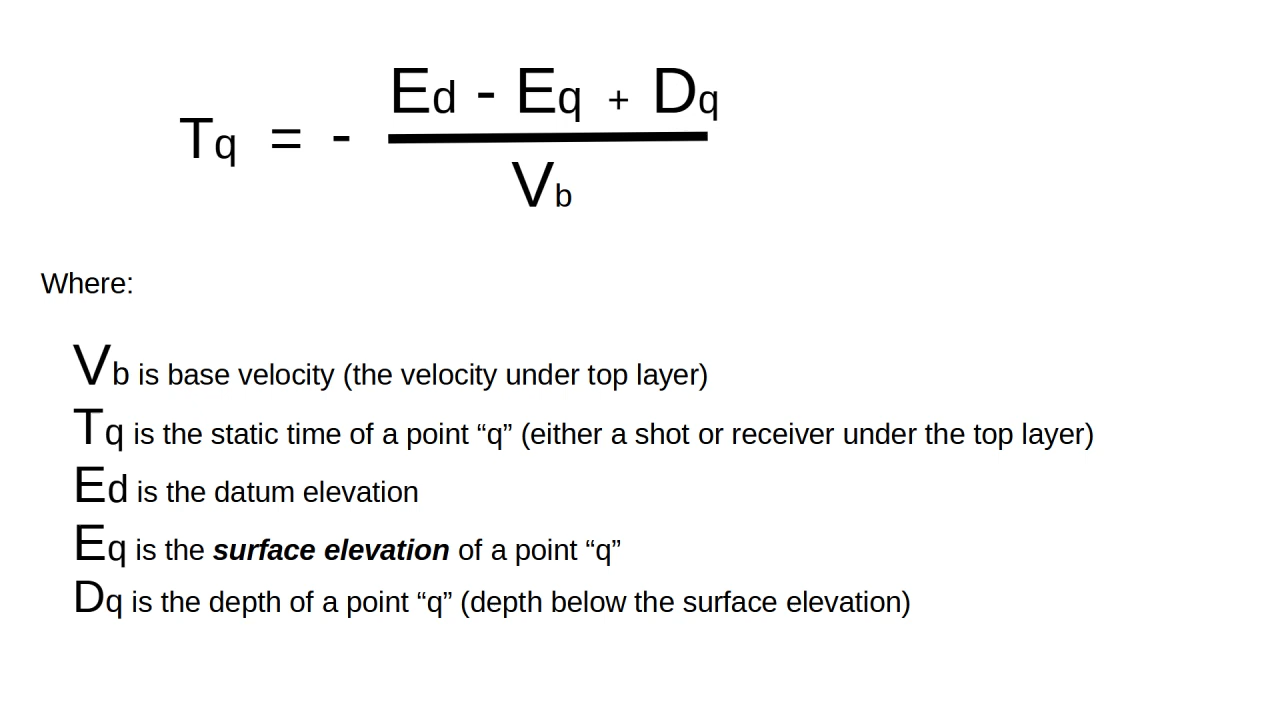 Tq = - Ed - Eq + Dq
Vb
Where:
Vb is base velocity (the velocity under top layer)
Tq is the static time of a point “q” (either a shot or receiver under the top layer)
Ed is the datum elevation
Eq is the surface elevation of a point “q”
Dq is the depth of a point “q” (depth below the surface elevation)